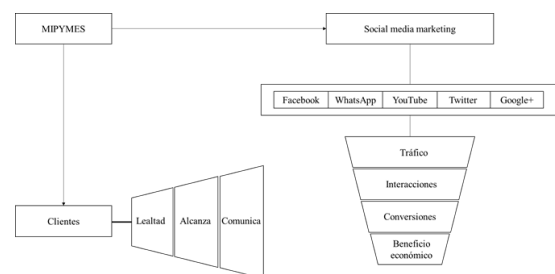 MIPYMES
Social media marketing
Facebook WhatsApp YouTube Twitter Google+
Tráfico
Interacciones
Conversiones
Beneficio
económico
Clientes
Lealtad Alcanza Comunica